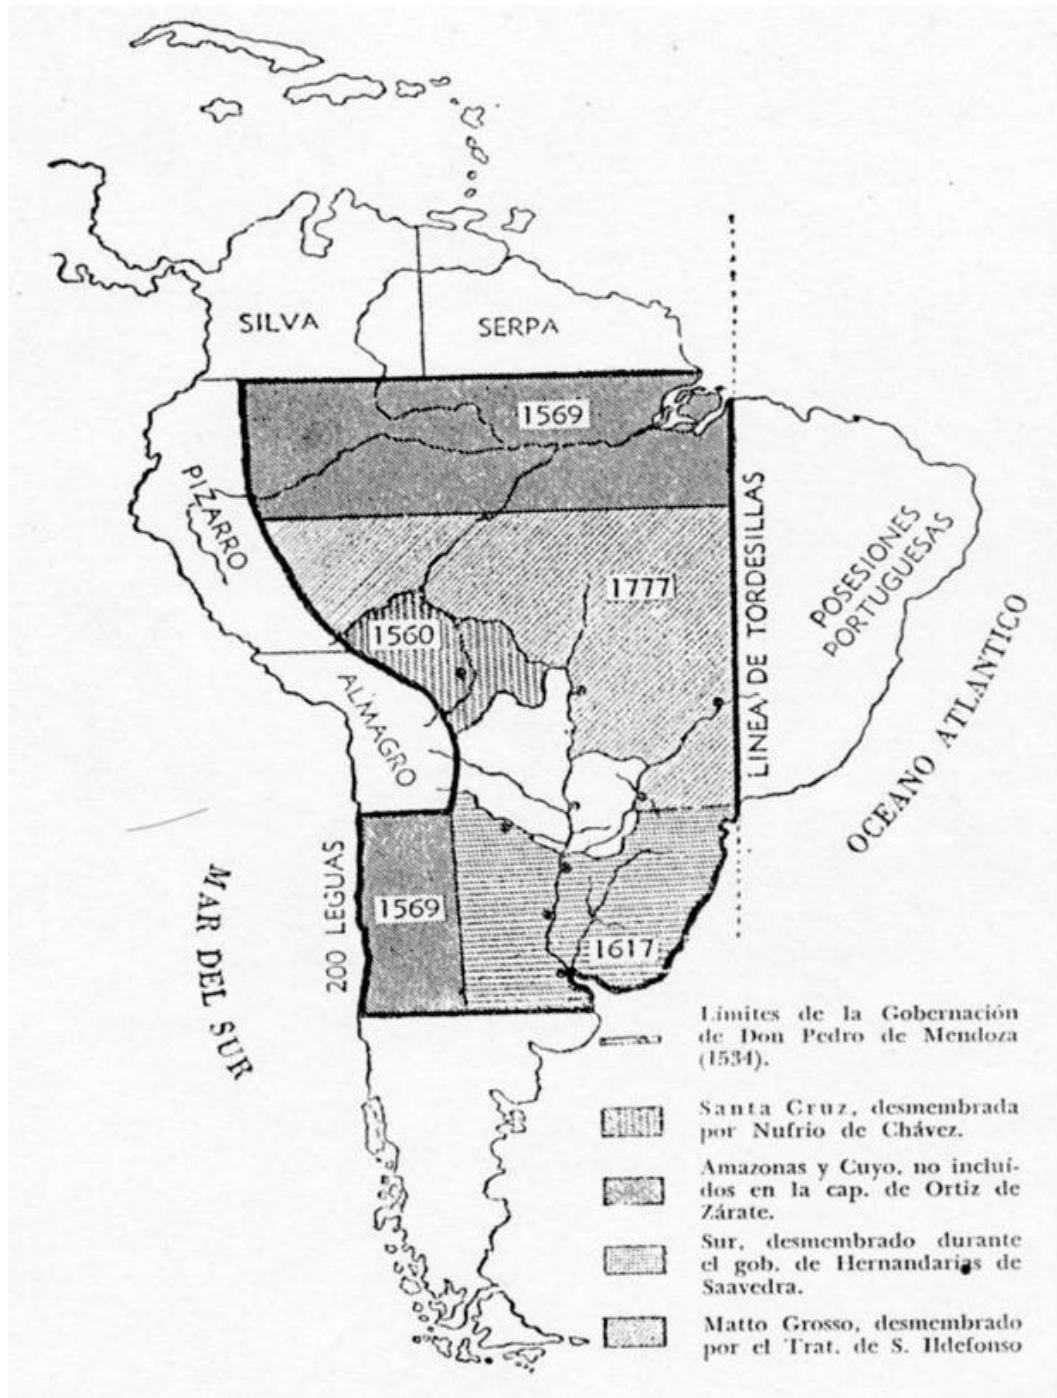 SILVA
SERPA
1569
PIZARRO
1777
1560
LINEA DE TORDESILLAS
POSESIONES
PORTUGUESAS
ALMAGRO
OCEANO ATLANTICO
MAR DEL SUR
200 LEGUAS
1569
1617
Límites de la Gobernación
de Don Pedro de Mendoza
(1534).
Santa Cruz, desmembrada
por Nufrio de Chávez.
Amazonas y Cuyo, no incluí-
dos en la cap. de Ortiz de
Zárate.
Sur, desmembrado durante
el gob. de Hernandarias de
Saavedra.
Matto Grosso, desmembrado
por el Trat. de S. Ildefonso